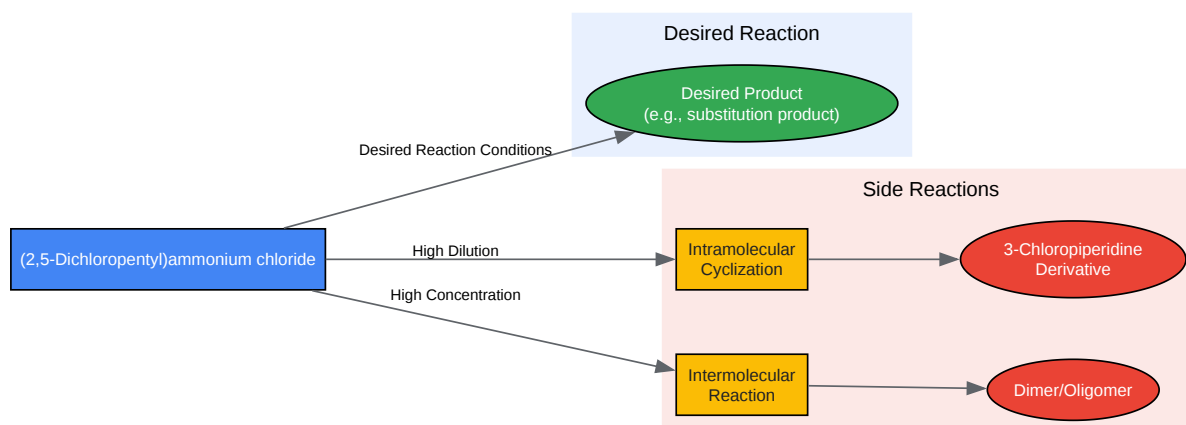 Desired Reaction
Desired Product
(e.g., substitution product)
Desired Reaction Conditions
Side Reactions
(2,5-Dichloropentyl)ammonium chloride
High Dilution
Intramolecular
Cyclization
3-Chloropiperidine
Derivative
High Concentration
Intermolecular
Reaction
Dimer/Oligomer